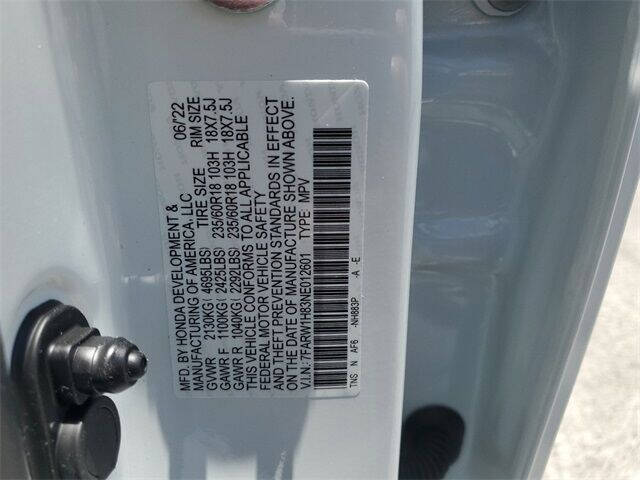 MFD. BY HONDA DEVELOPMENT & 06/'22
MANUFACTURING OF AMERICA, LLC
TIRE SIZE RIM SIZE
GVWR 2130KG( 4695LBS)
GAWR F 1100KG( 2425LBS) 235/60R18 103H 18X7.5J
GAWR R 1040KG( 2292LBS) 235/60R18 103H 18X7.5J
THIS VEHICLE CONFORMS TO ALL APPLICABLE
FEDERAL MOTOR VEHICLE SAFETY
AND THEFT PREVENTION STANDARDS IN EFFECT
ON THE DATE OF MANUFACTURE SHOWN ABOVE.
V.I.N.: 7FARW1H83NE012601 TYPE: MPV
TNS N AF6 -NH883P -A -E